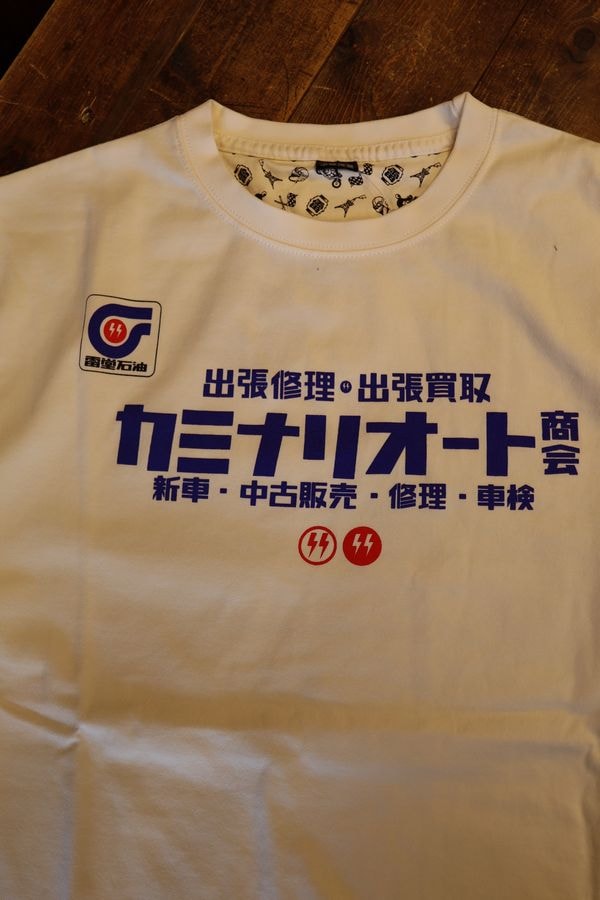 雷堂石油
出張修理・出張買取
カミナリオート商会
新車・中古販売・修理・車検